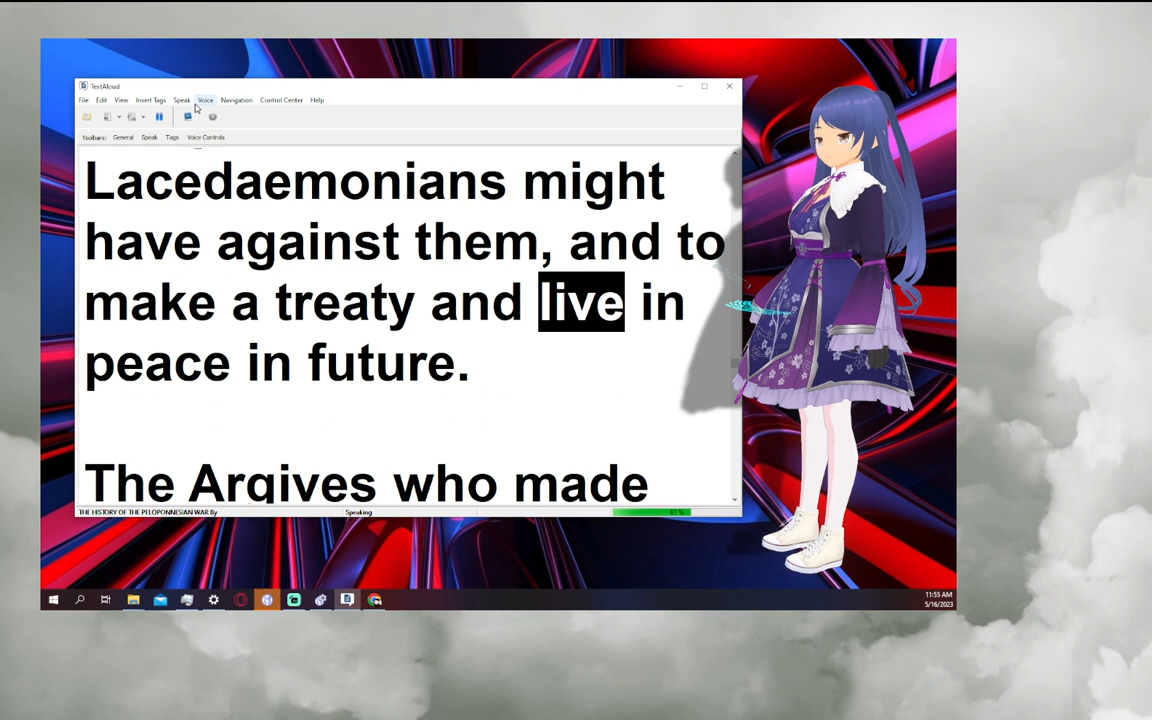 TextAloud
File Edit View Insert Tags Speak Voice Navigation Control Center Help
Toolbars: General Speak Tags Voice Controls
Lacedaemonians might
have against them, and to
make a treaty and live in
peace in future.
The Argives who made
THE HISTORY OF THE PELOPONNESIAN WAR By Speaking 61 %
11:55 AM
5/16/2023